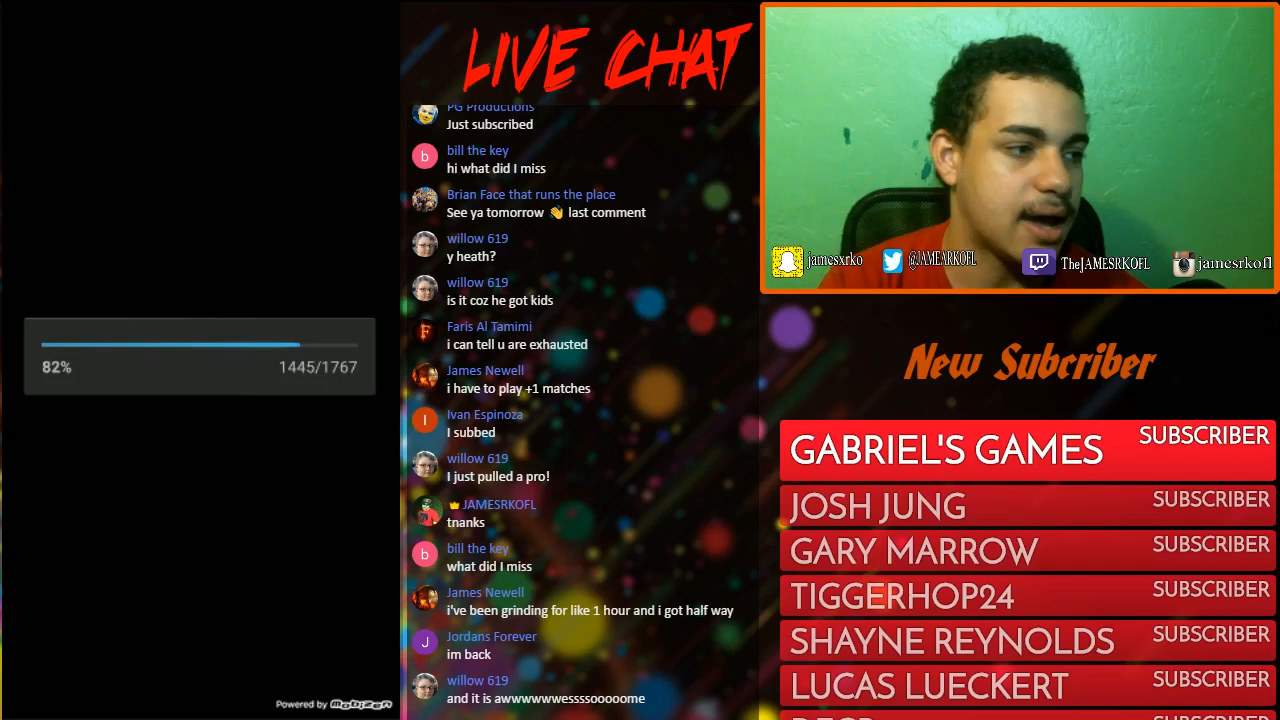 82%
1445/1767
Powered by MOBIZEN
LIVE CHAT
PG Productions
Just subscribed
bill the key
hi what did I miss
Brian Face that runs the place
See ya tomorrow 👋 last comment
willow 619
y heath?
willow 619
is it coz he got kids
Faris Al Tamimi
i can tell u are exhausted
James Newell
i have to play +1 matches
Ivan Espinoza
I subbed
willow 619
I just pulled a pro!
JAMESRKOFL
tnanks
bill the key
what did I miss
James Newell
i've been grinding for like 1 hour and i got half way
Jordans Forever
im back
willow 619
and it is awwwwwwessssooooome
jamesxrko
@JAMEARKOFL
TheJAMESRKOFL
jamesrkofl
New Subcriber
GABRIEL'S GAMES SUBSCRIBER
JOSH JUNG SUBSCRIBER
GARY MARROW SUBSCRIBER
TIGGERHOP24 SUBSCRIBER
SHAYNE REYNOLDS SUBSCRIBER
LUCAS LUECKERT SUBSCRIBER